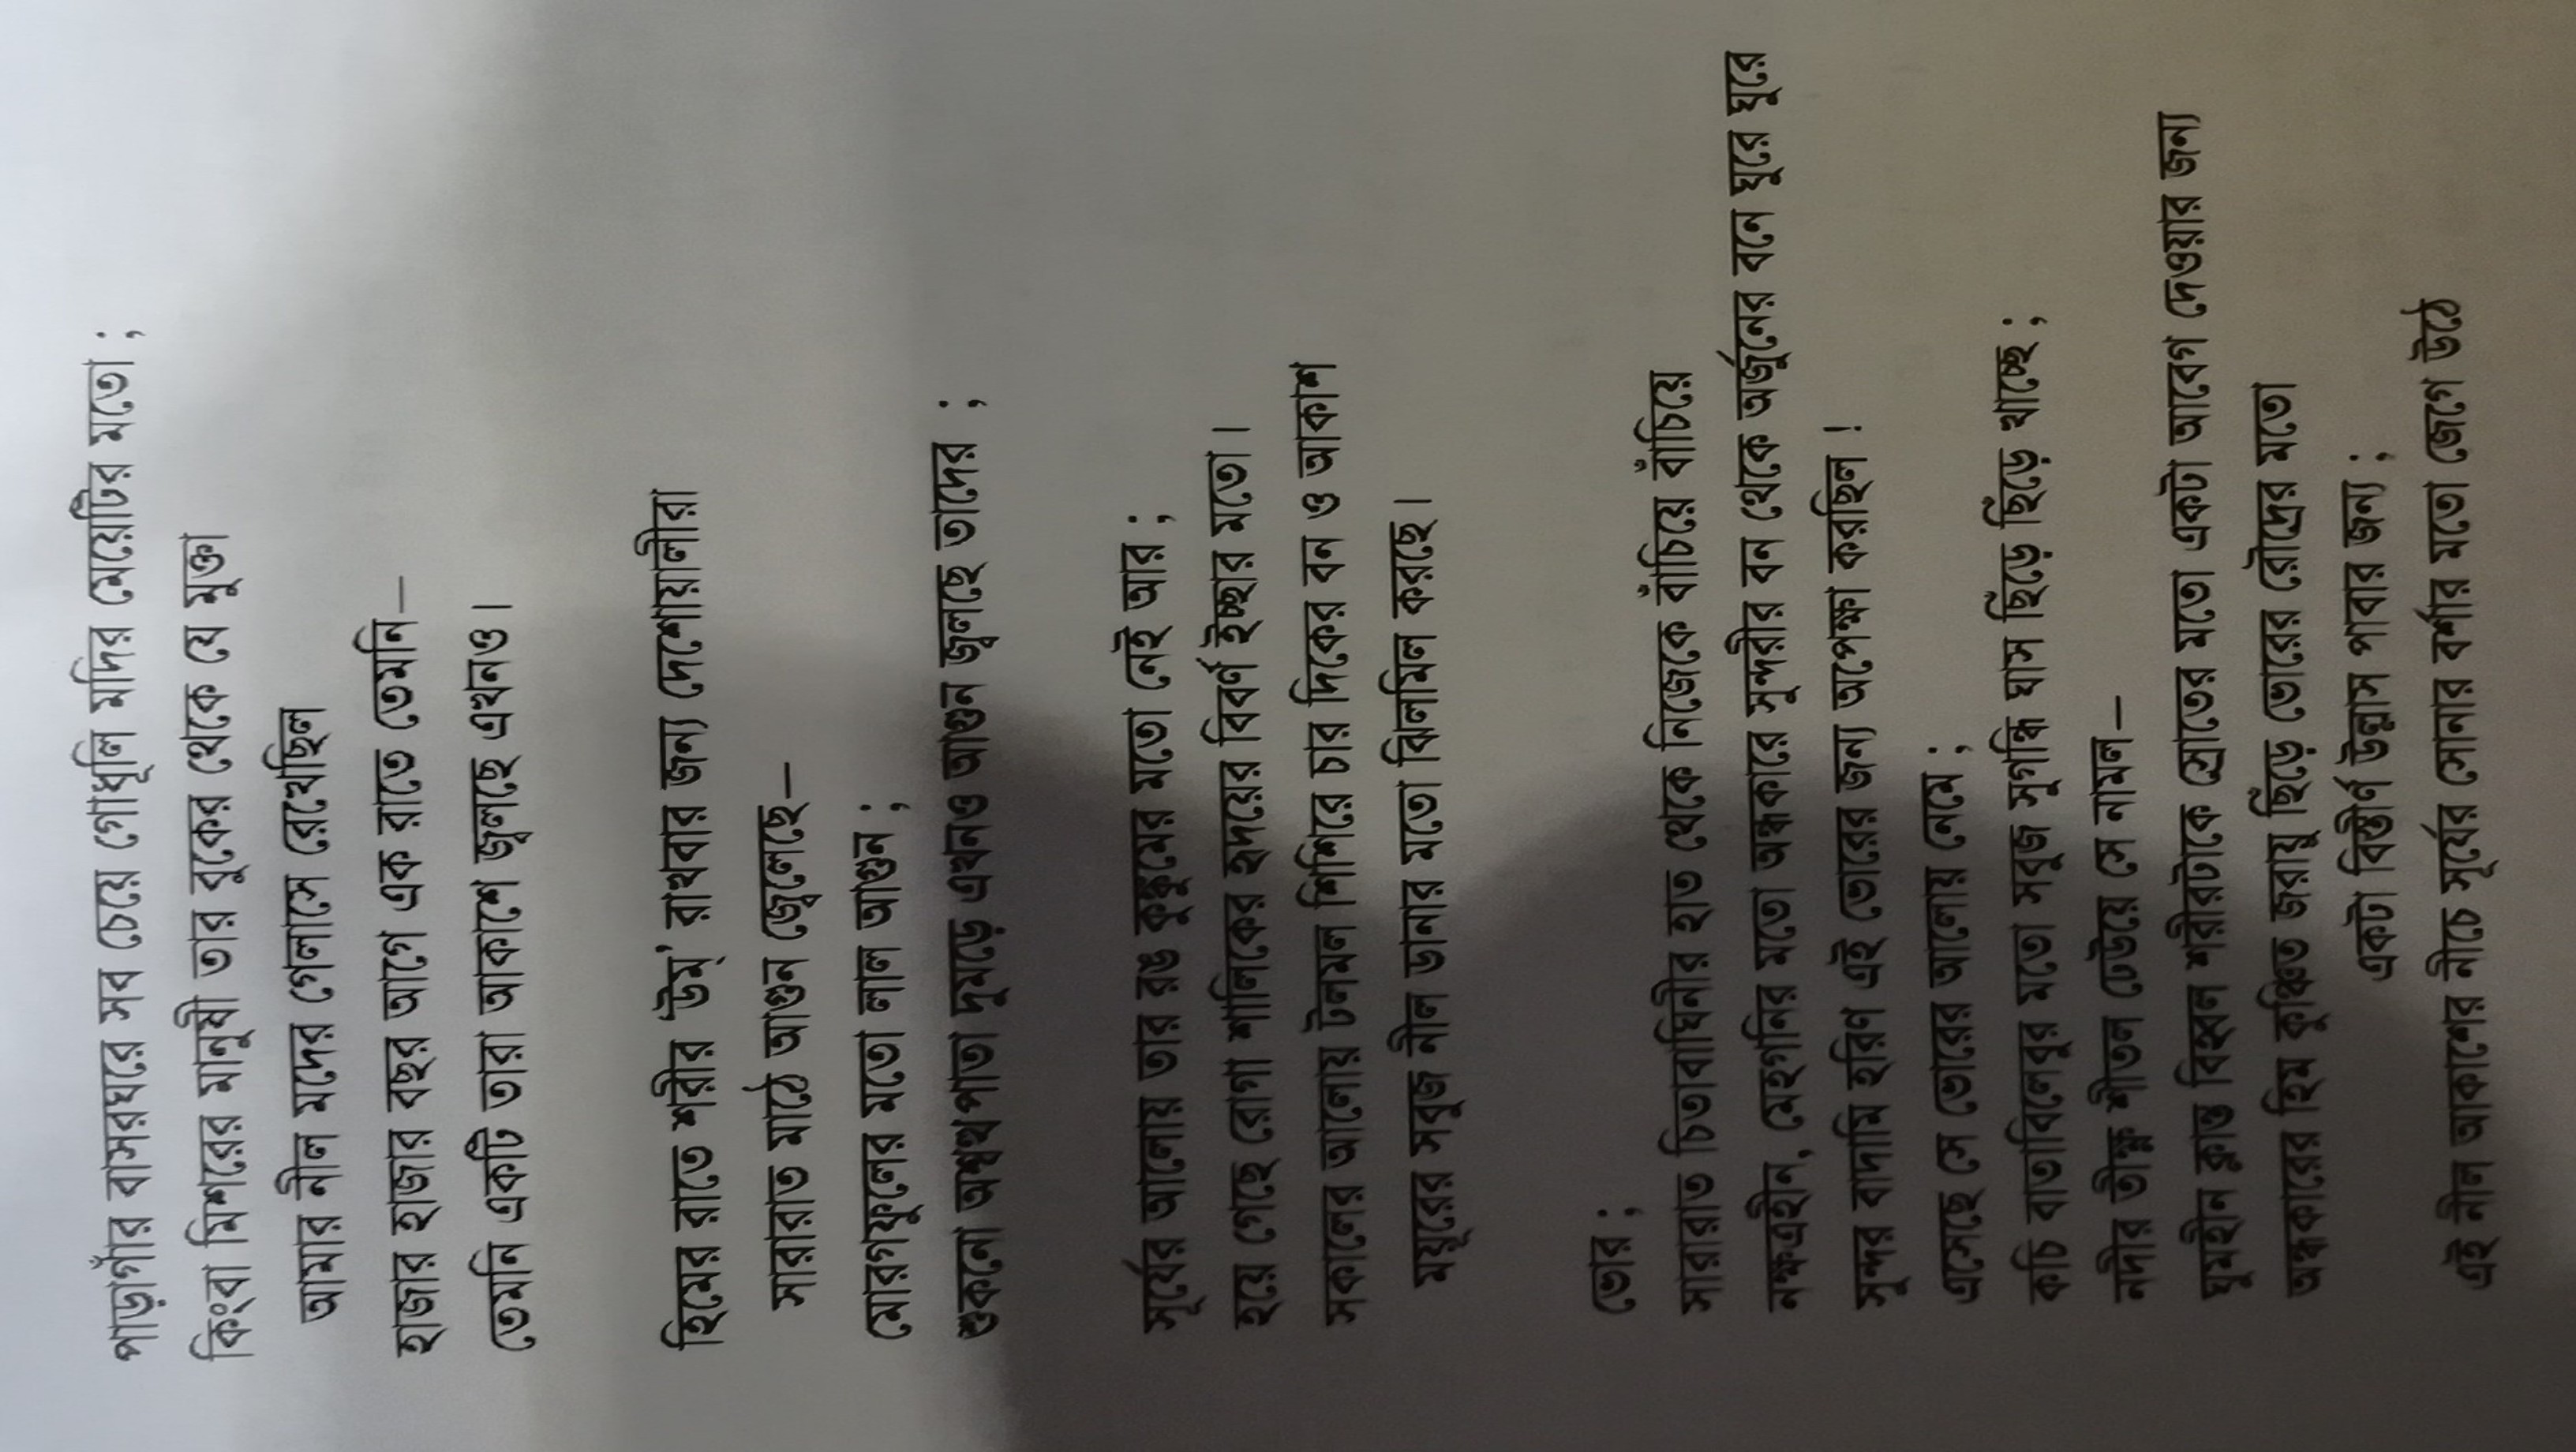 পাড়াগাঁর বাসরঘরে সব চেয়ে গোধূলি মদির মেয়েটির মতো ;
কিংবা মিশরের মানুষী তার বুকের থেকে যে মুক্তা
আমার নীল মদের গেলাসে রেখেছিল
হাজার হাজার বছর আগে এক রাতে তেমনি—
তেমনি একটি তারা আকাশে জ্বলছে এখনও।
হিমের রাতে শরীর ‘উম্’ রাখবার জন্য দেশোয়ালীরা
সারারাত মাঠে আগুন জ্বেলেছে—
মোরগফুলের মতো লাল আগুন ;
শুকনো অশ্বত্থপাতা দুমড়ে এখনও আগুন জ্বলছে তাদের ;
সূর্যের আলোয় তার রঙ কুঙ্কুমের মতো নেই আর ;
হয়ে গেছে রোগা শালিকের হৃদয়ের বিবর্ণ ইচ্ছার মতো।
সকালের আলোয় টলমল শিশিরে চার দিকের বন ও আকাশ
ময়ূরের সবুজ নীল ডানার মতো ঝিলমিল করছে।
ভোর ;
সারারাত চিতাবাঘিনীর হাত থেকে নিজেকে বাঁচিয়ে বাঁচিয়ে
নক্ষত্রহীন, মেহগনির মতো অন্ধকারে সুন্দরীর বন থেকে অর্জুনের বনে ঘুরে ঘুরে
সুন্দর বাদামি হরিণ এই ভোরের জন্য অপেক্ষা করছিল !
এসেছে সে ভোরের আলোয় নেমে ;
কচি বাতাবিলেবুর মতো সবুজ সুগন্ধি ঘাস ছিঁড়ে ছিঁড়ে খাচ্ছে ;
নদীর তীক্ষ্ণ শীতল ঢেউয়ে সে নামল—
ঘুমহীন ক্লান্ত বিহ্বল শরীরটাকে স্রোতের মতো একটা আবেগ দেওয়ার জন্য
অন্ধকারের হিম কুঞ্চিত জরায়ু ছিঁড়ে ভোরের রৌদ্রের মতো
একটা বিস্তীর্ণ উল্লাস পাবার জন্য ;
এই নীল আকাশের নীচে সূর্যের সোনার বর্শার মতো জেগে উঠে